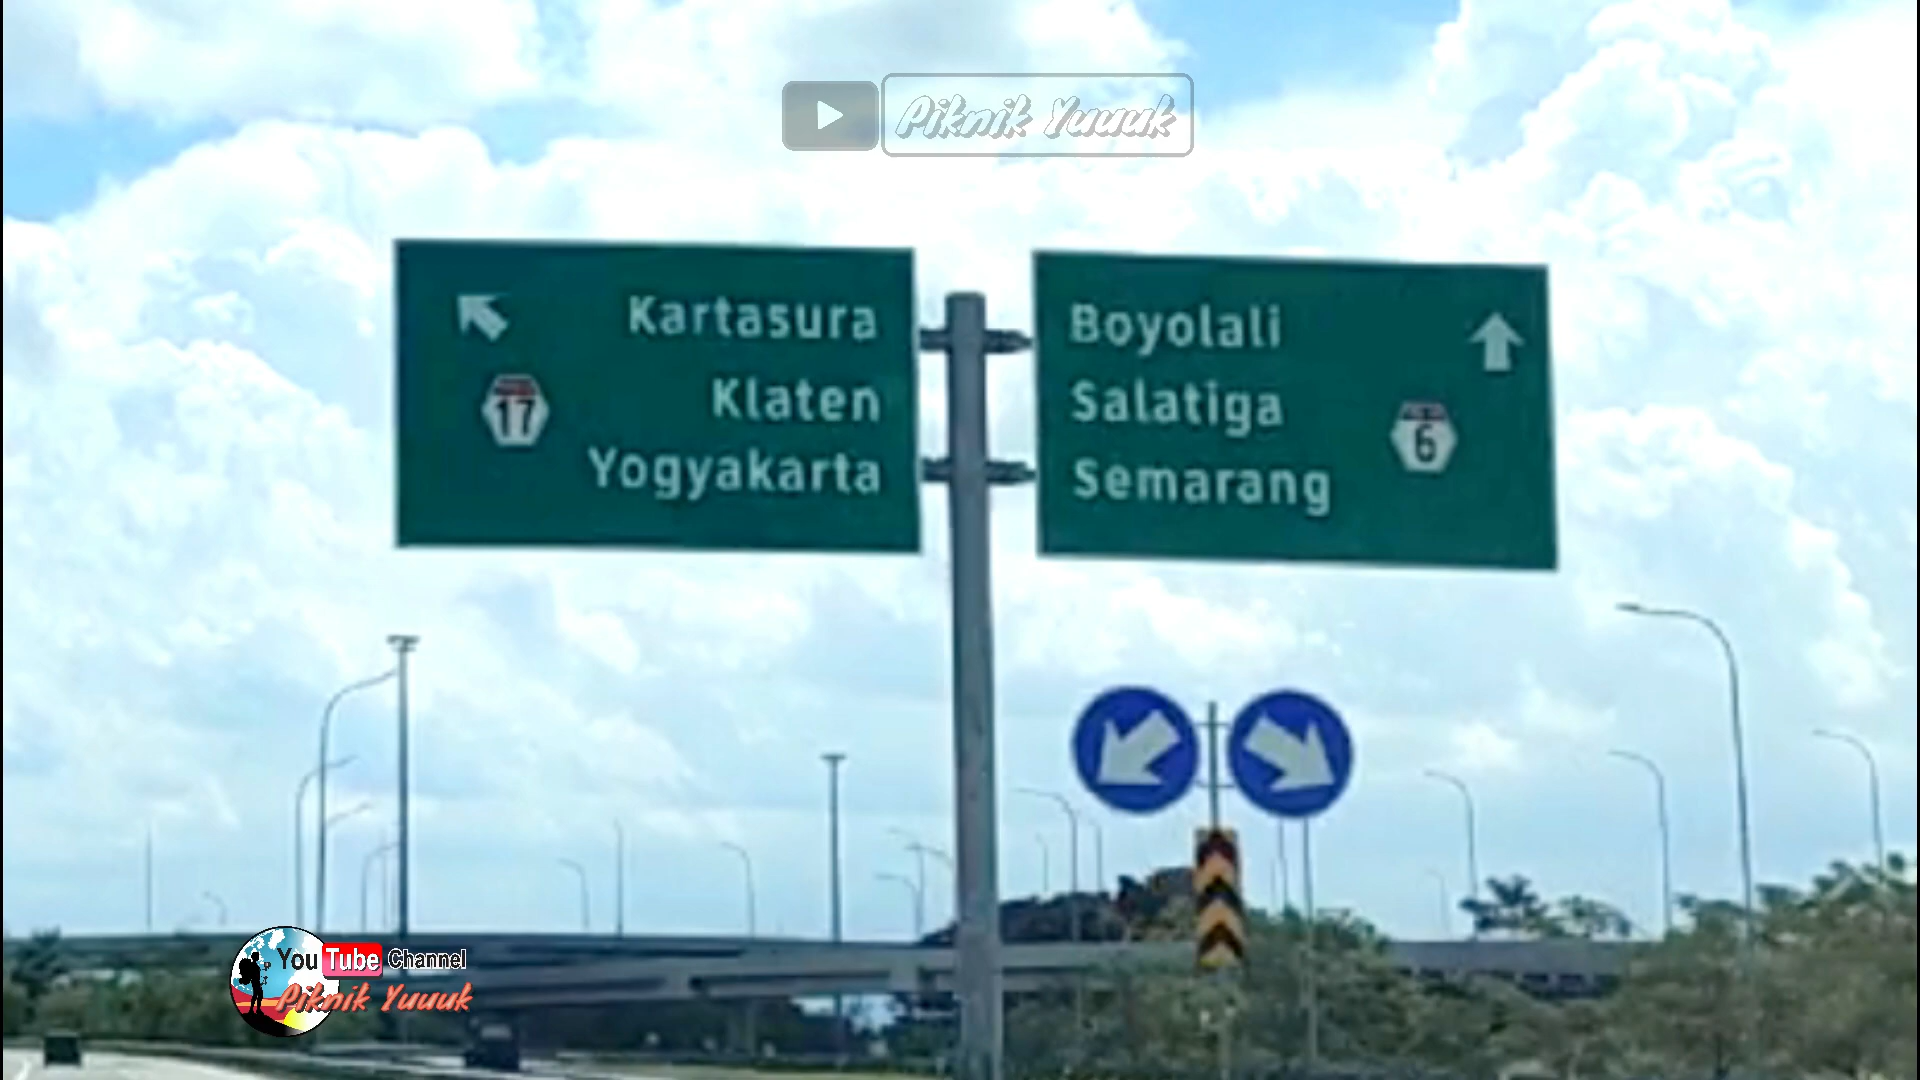 Piknik Yuuuk
Kartasura
17
Klaten
Yogyakarta
Boyolali
Salatiga
6
Semarang
YouTube Channel
Piknik Yuuuk